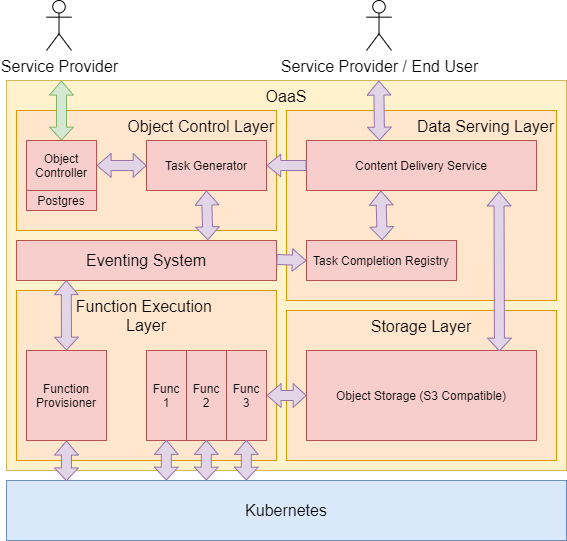 Service Provider
Service Provider / End User
OaaS
Object Control Layer
Data Serving Layer
Object
Controller
Postgres
Task Generator
Content Delivery Service
Eventing System
Task Completion Registry
Function Execution
Layer
Storage Layer
Function
Provisioner
Func
1
Func
2
Func
3
Object Storage (S3 Compatible)
Kubernetes